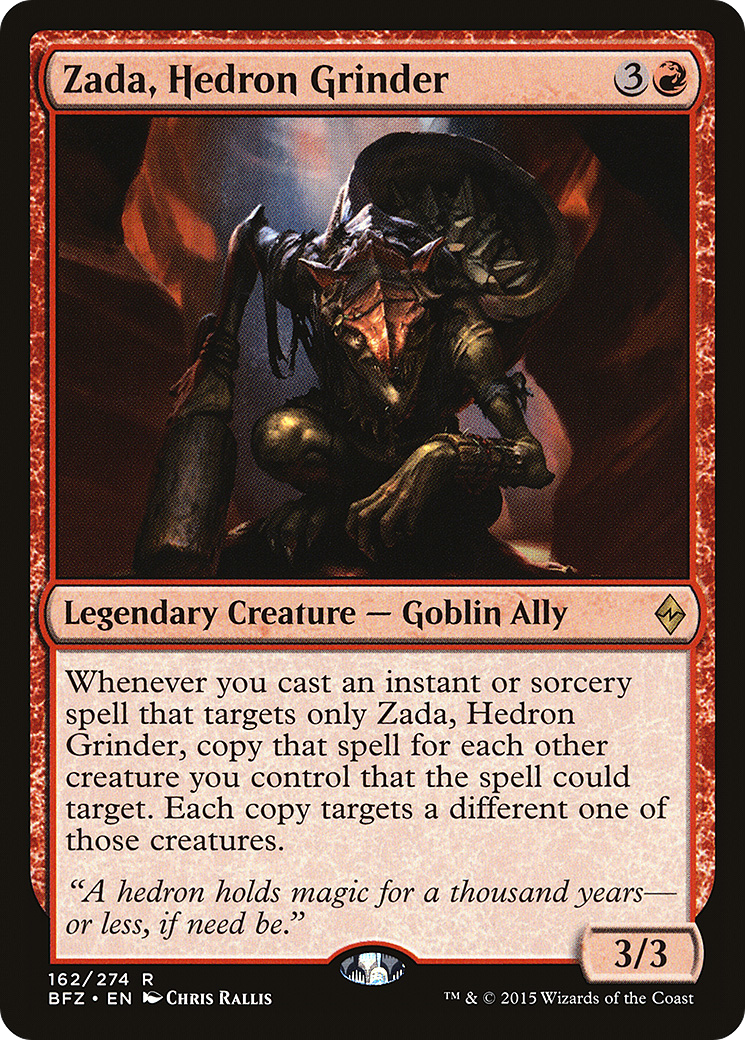 Zada, Hedron Grinder 3
Legendary Creature — Goblin Ally
Whenever you cast an instant or sorcery
spell that targets only Zada, Hedron
Grinder, copy that spell for each other
creature you control that the spell could
target. Each copy targets a different one of
those creatures.
“A hedron holds magic for a thousand years—
or less, if need be.”
3/3
162/274 R
BFZ • EN Chris Rallis
™ & © 2015 Wizards of the Coast